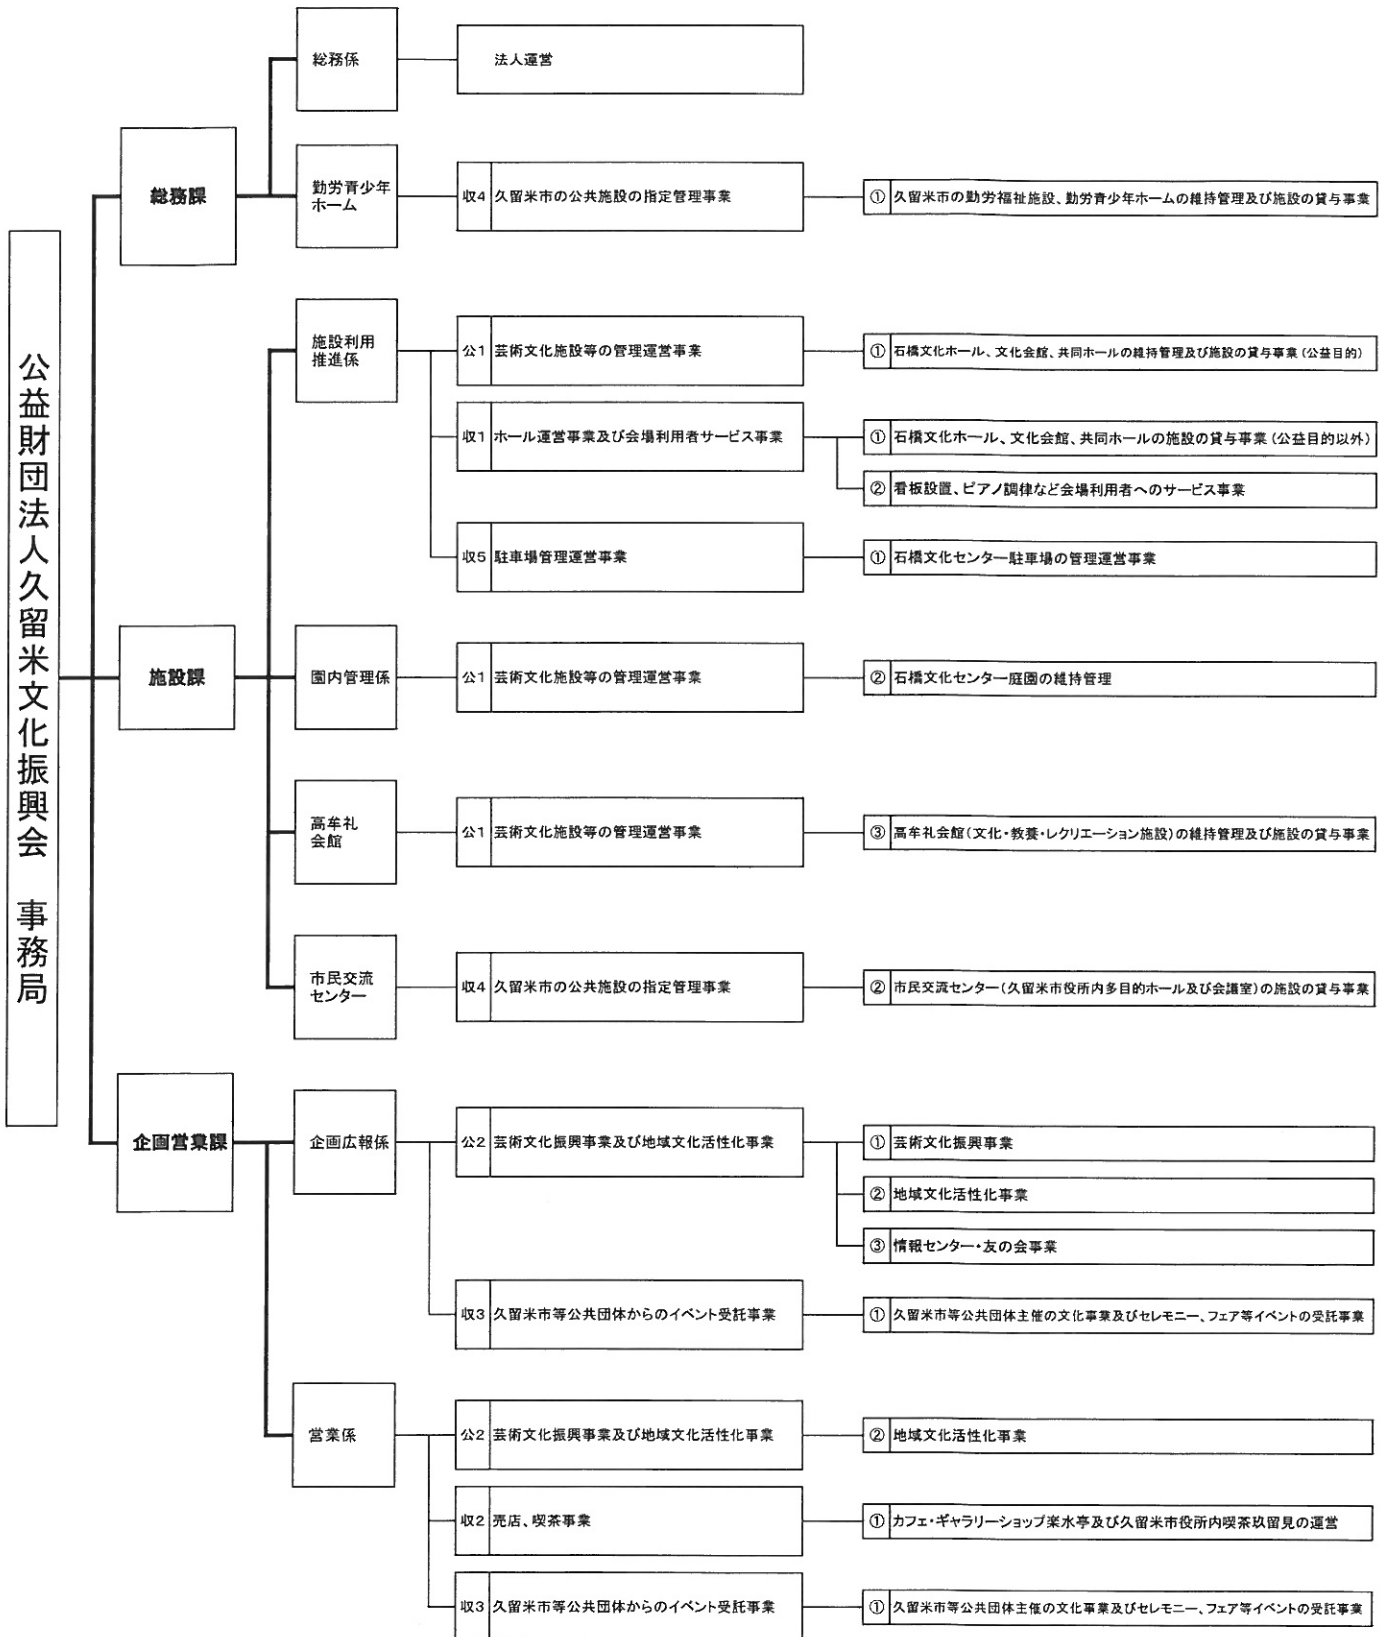 公益財団法人久留米文化振興会　事務局
総務課
総務係
法人運営
勤労青少年
ホーム
収4 久留米市の公共施設の指定管理事業
① 久留米市の勤労福祉施設、勤労青少年ホームの維持管理及び施設の貸与事業
施設課
施設利用
推進係
公1 芸術文化施設等の管理運営事業
① 石橋文化ホール、文化会館、共同ホールの維持管理及び施設の貸与事業(公益目的)
収1 ホール運営事業及び会場利用者サービス事業
① 石橋文化ホール、文化会館、共同ホールの施設の貸与事業(公益目的以外)
② 看板設置、ピアノ調律など会場利用者へのサービス事業
収5 駐車場管理運営事業
① 石橋文化センター駐車場の管理運営事業
園内管理係
公1 芸術文化施設等の管理運営事業
② 石橋文化センター庭園の維持管理
高牟礼
会館
公1 芸術文化施設等の管理運営事業
③ 高牟礼会館(文化・教養・レクリエーション施設)の維持管理及び施設の貸与事業
市民交流
センター
収4 久留米市の公共施設の指定管理事業
② 市民交流センター(久留米市役所内多目的ホール及び会議室)の施設の貸与事業
企画営業課
企画広報係
公2 芸術文化振興事業及び地域文化活性化事業
① 芸術文化振興事業
② 地域文化活性化事業
③ 情報センター・友の会事業
収3 久留米市等公共団体からのイベント受託事業
① 久留米市等公共団体主催の文化事業及びセレモニー、フェア等イベントの受託事業
営業係
公2 芸術文化振興事業及び地域文化活性化事業
② 地域文化活性化事業
収2 売店、喫茶事業
① カフェ・ギャラリーショップ楽水亭及び久留米市役所内喫茶玖留見の運営
収3 久留米市等公共団体からのイベント受託事業
① 久留米市等公共団体主催の文化事業及びセレモニー、フェア等イベントの受託事業